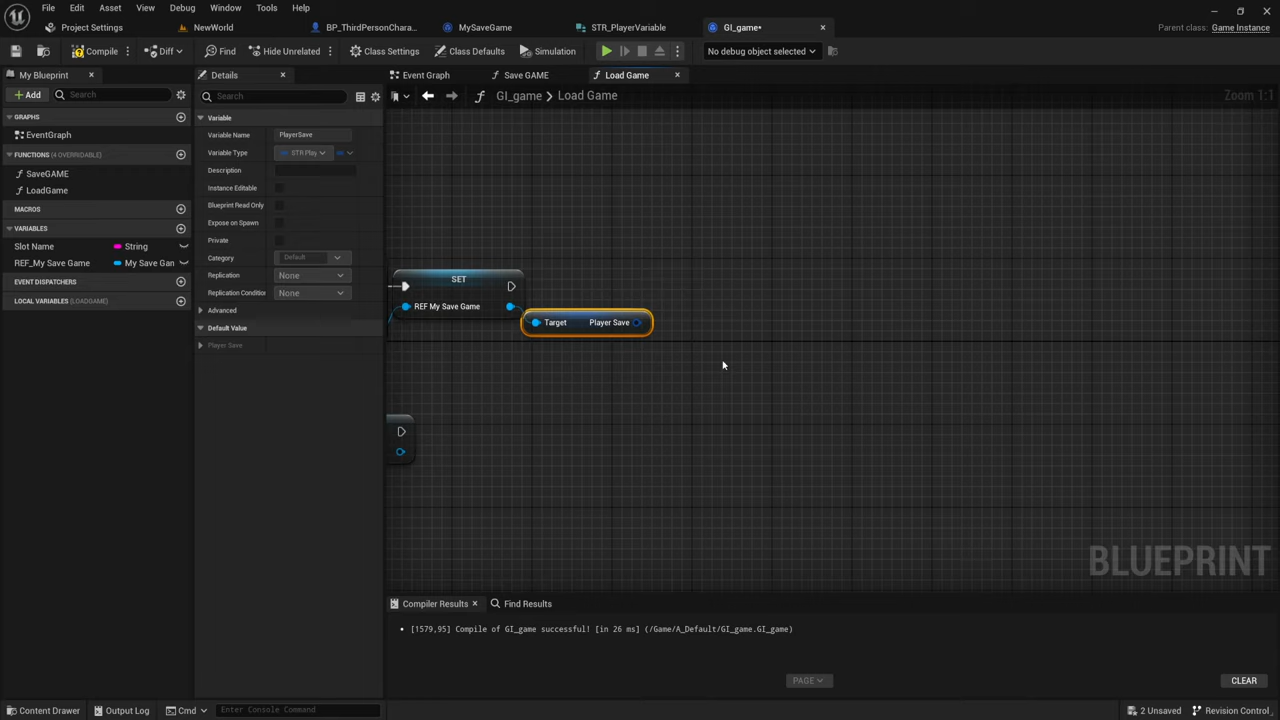 File Edit Asset View Debug Window Tools Help
Project Settings NewWorld BP_ThirdPersonChara... MySaveGame STR_PlayerVariable GI_game* Parent class: Game Instance
Compile Diff Find Hide Unrelated Class Settings Class Defaults Simulation No debug object selected
My Blueprint Details Event Graph Save GAME Load Game
Add Search Search GI_game > Load Game Zoom 1:1
GRAPHS
EventGraph
FUNCTIONS (4 OVERRIDABLE)
SaveGAME
LoadGame
MACROS
VARIABLES
Slot Name String
REF_My Save Game My Save Gan
EVENT DISPATCHERS
LOCAL VARIABLES (LOADGAME)
Variable
Variable Name PlayerSave
Variable Type STR Play
Description
Instance Editable
Blueprint Read Only
Expose on Spawn
Private
Category Default
Replication None
Replication Conditio None
Advanced
Default Value
Player Save
SET
REF My Save Game
Target Player Save
BLUEPRINT
Compiler Results Find Results
[1579,95] Compile of GI_game successful! [in 26 ms] (/Game/A_Default/GI_game.GI_game)
PAGE CLEAR
Content Drawer Output Log Cmd Enter Console Command 2 Unsaved Revision Control